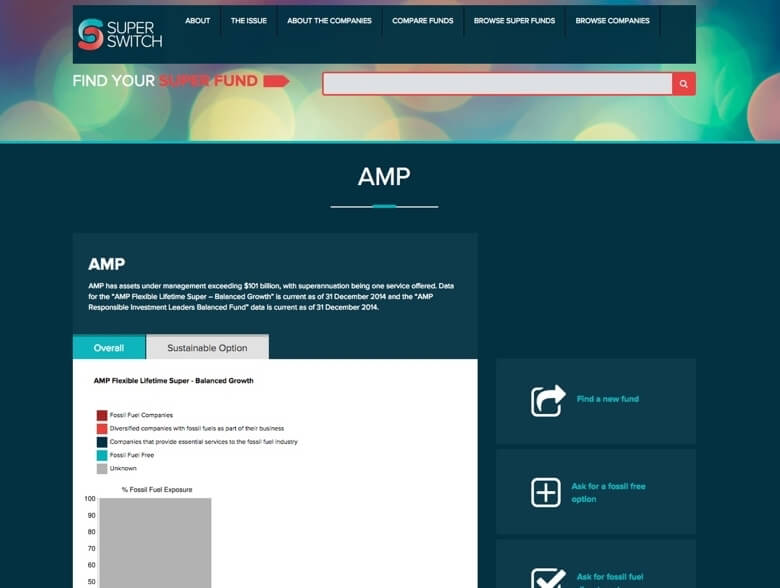 SUPER
SWITCH
ABOUT
THE ISSUE
ABOUT THE COMPANIES
COMPARE FUNDS
BROWSE SUPER FUNDS
BROWSE COMPANIES
FIND YOUR SUPER FUND
AMP
AMP
AMP has assets under management exceeding $101 billion, with superannuation being one service offered. Data
for the “AMP Flexible Lifetime Super – Balanced Growth” is current as of 31 December 2014 and the “AMP
Responsible Investment Leaders Balanced Fund” data is current as of 31 December 2014.
Overall
Sustainable Option
AMP Flexible Lifetime Super - Balanced Growth
Fossil Fuel Companies
Diversified companies with fossil fuels as part of their business
Companies that provide essential services to the fossil fuel industry
Fossil Fuel Free
Unknown
% Fossil Fuel Exposure
100
90
80
70
60
50
Find a new fund
Ask for a fossil free
option
Ask for fossil fuel